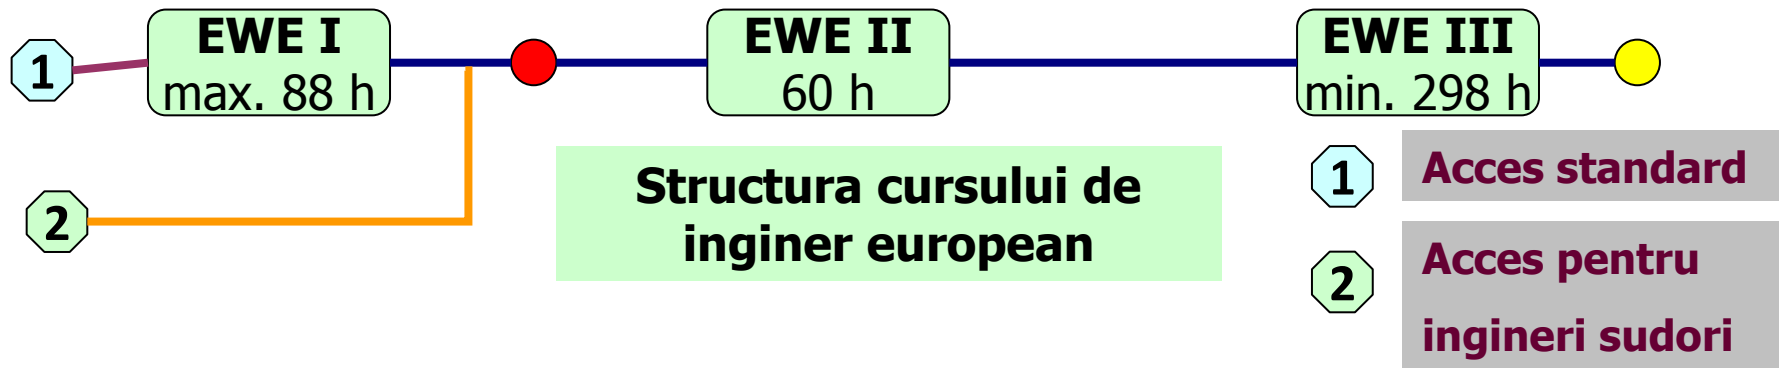 1
EWE I
max. 88 h
EWE II
60 h
EWE III
min. 298 h
2
Structura cursului de
inginer european
1
Acces standard
2
Acces pentru
ingineri sudori